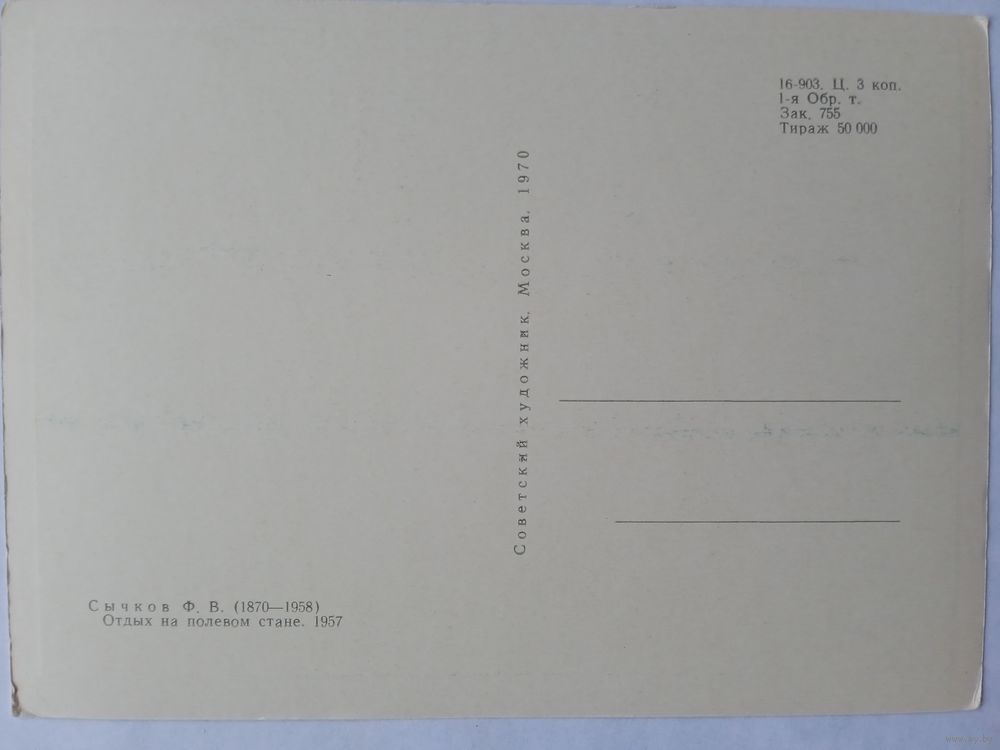 16-903. Ц. 3 коп.
1-я Обр. т.
Зак. 755
Тираж 50 000
Советский художник. Москва. 1970
Сычков Ф. В. (1870—1958)
Отдых на полевом стане. 1957